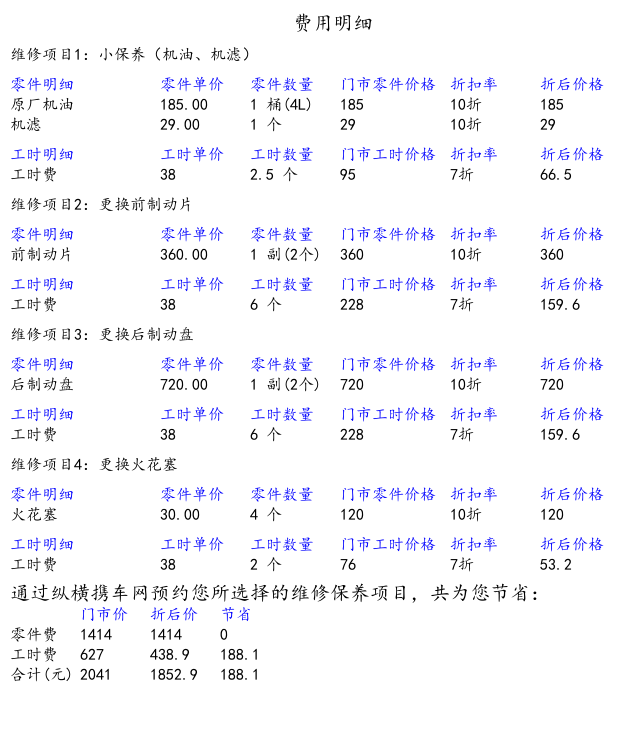 费用明细
维修项目1: 小保养（机油、机滤）
零件明细 零件单价 零件数量 门市零件价格 折扣率 折后价格
原厂机油 185.00 1 桶(4L) 185 10折 185
机滤 29.00 1 个 29 10折 29
工时明细 工时单价 工时数量 门市工时价格 折扣率 折后价格
工时费 38 2.5 个 95 7折 66.5
维修项目2: 更换前制动片
零件明细 零件单价 零件数量 门市零件价格 折扣率 折后价格
前制动片 360.00 1 副(2个) 360 10折 360
工时明细 工时单价 工时数量 门市工时价格 折扣率 折后价格
工时费 38 6 个 228 7折 159.6
维修项目3: 更换后制动盘
零件明细 零件单价 零件数量 门市零件价格 折扣率 折后价格
后制动盘 720.00 1 副(2个) 720 10折 720
工时明细 工时单价 工时数量 门市工时价格 折扣率 折后价格
工时费 38 6 个 228 7折 159.6
维修项目4: 更换火花塞
零件明细 零件单价 零件数量 门市零件价格 折扣率 折后价格
火花塞 30.00 4 个 120 10折 120
工时明细 工时单价 工时数量 门市工时价格 折扣率 折后价格
工时费 38 2 个 76 7折 53.2
通过纵横携车网预约您所选择的维修保养项目，共为您节省：
门市价 折后价 节省
零件费 1414 1414 0
工时费 627 438.9 188.1
合计(元) 2041 1852.9 188.1